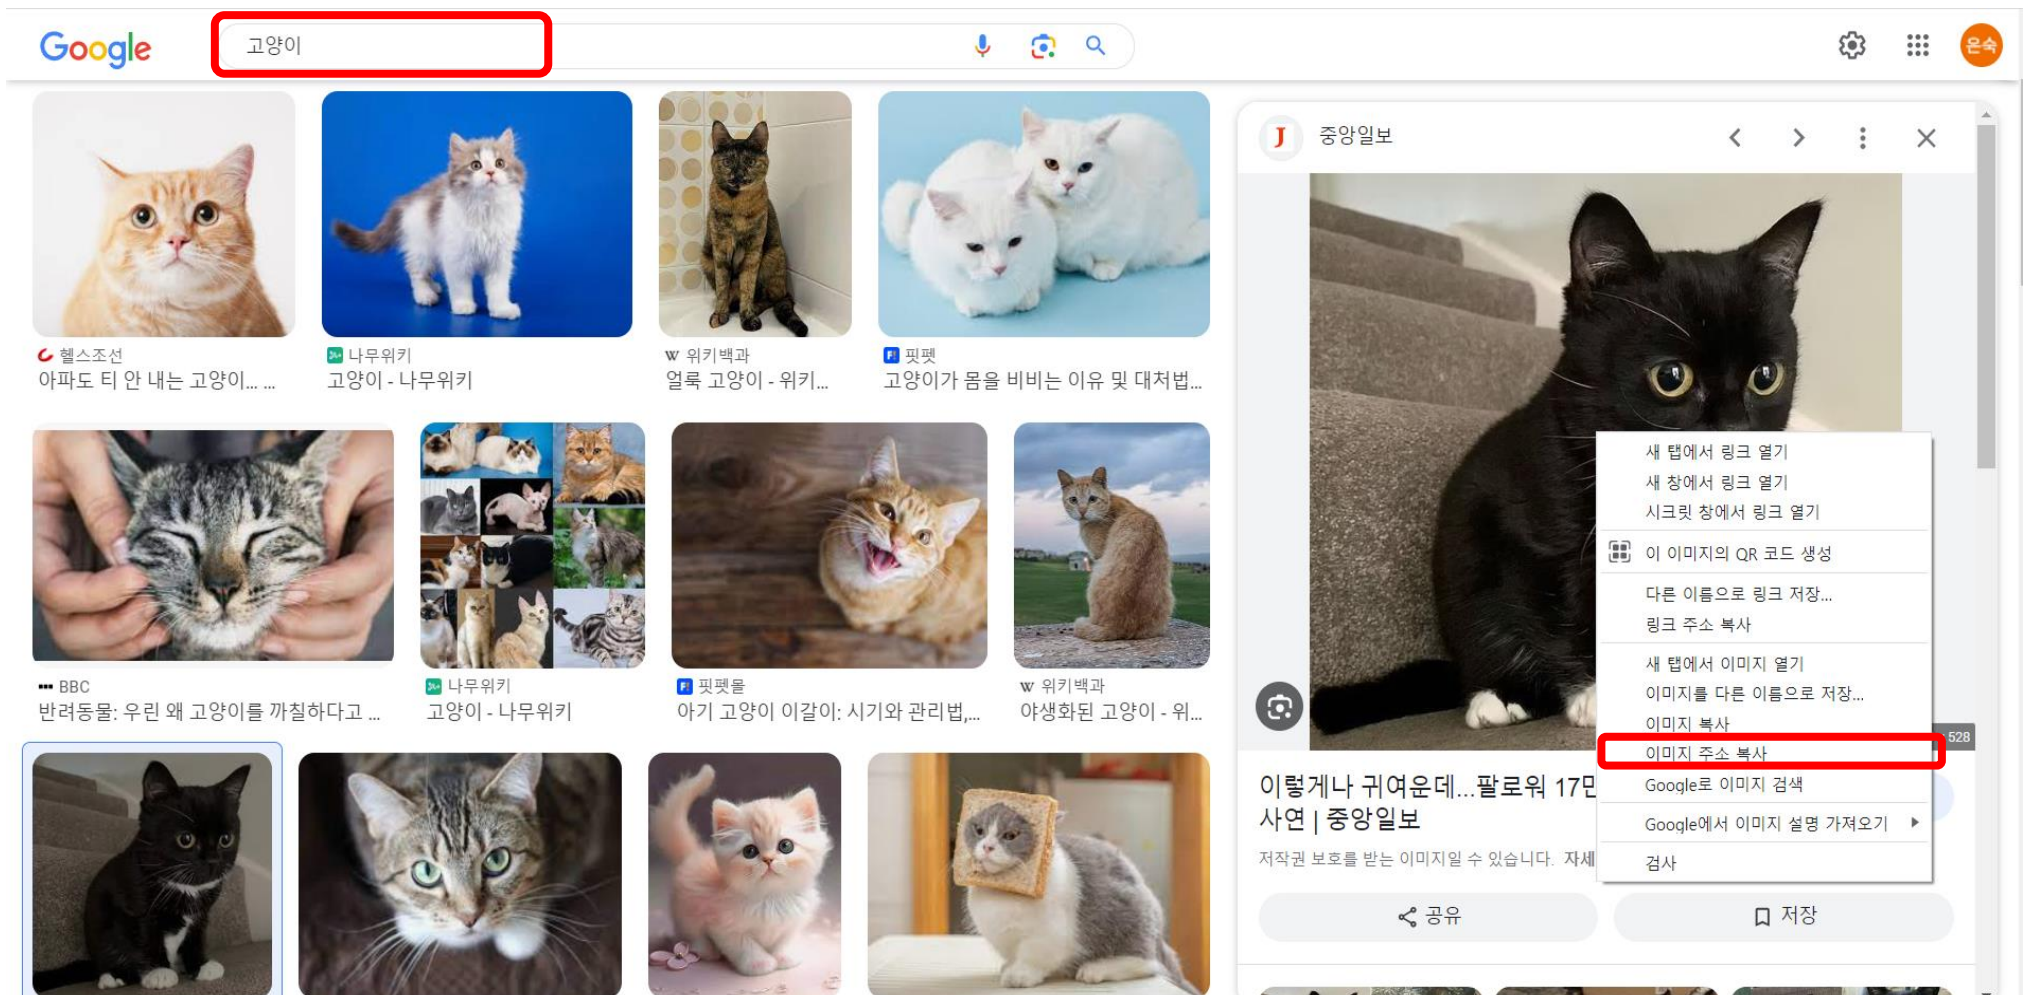 Google
고양이
은숙
헬스조선
아파도 티 안 내는 고양이... ...
나무위키
고양이 - 나무위키
W 위키백과
얼룩 고양이 - 위키...
핏펫
고양이가 몸을 비비는 이유 및 대처법...
BBC
반려동물: 우린 왜 고양이를 까칠하다고 ...
나무위키
고양이 - 나무위키
핏펫몰
아기 고양이 이갈이: 시기와 관리법,...
W 위키백과
야생화된 고양이 - 위...
J 중앙일보
새 탭에서 링크 열기
새 창에서 링크 열기
시크릿 창에서 링크 열기
이 이미지의 QR 코드 생성
다른 이름으로 링크 저장...
링크 주소 복사
새 탭에서 이미지 열기
이미지를 다른 이름으로 저장...
이미지 복사
이미지 주소 복사
Google로 이미지 검색
Google에서 이미지 설명 가져오기
검사
528
이렇게나 귀여운데...팔로워 17만
사연 | 중앙일보
저작권 보호를 받는 이미지일 수 있습니다. 자세
공유
저장